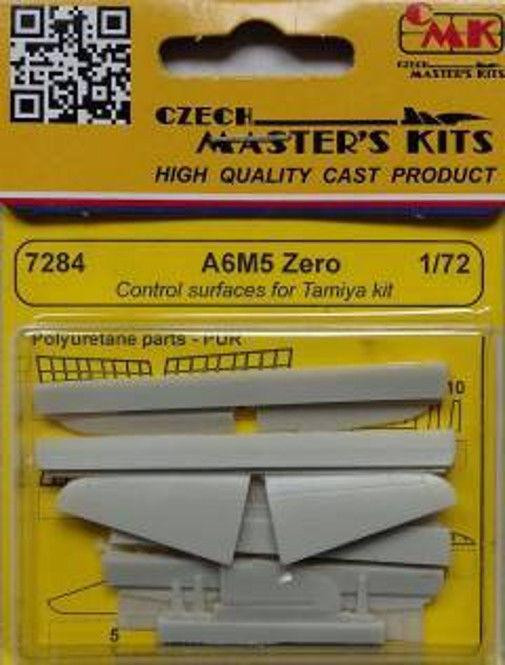 CMK
CZECH
MASTER'S KITS
CZECH
MASTER'S KITS
HIGH QUALITY CAST PRODUCT
7284 A6M5 Zero 1/72
Control surfaces for Tamiya kit
Polyuretane parts - PUR
10
5